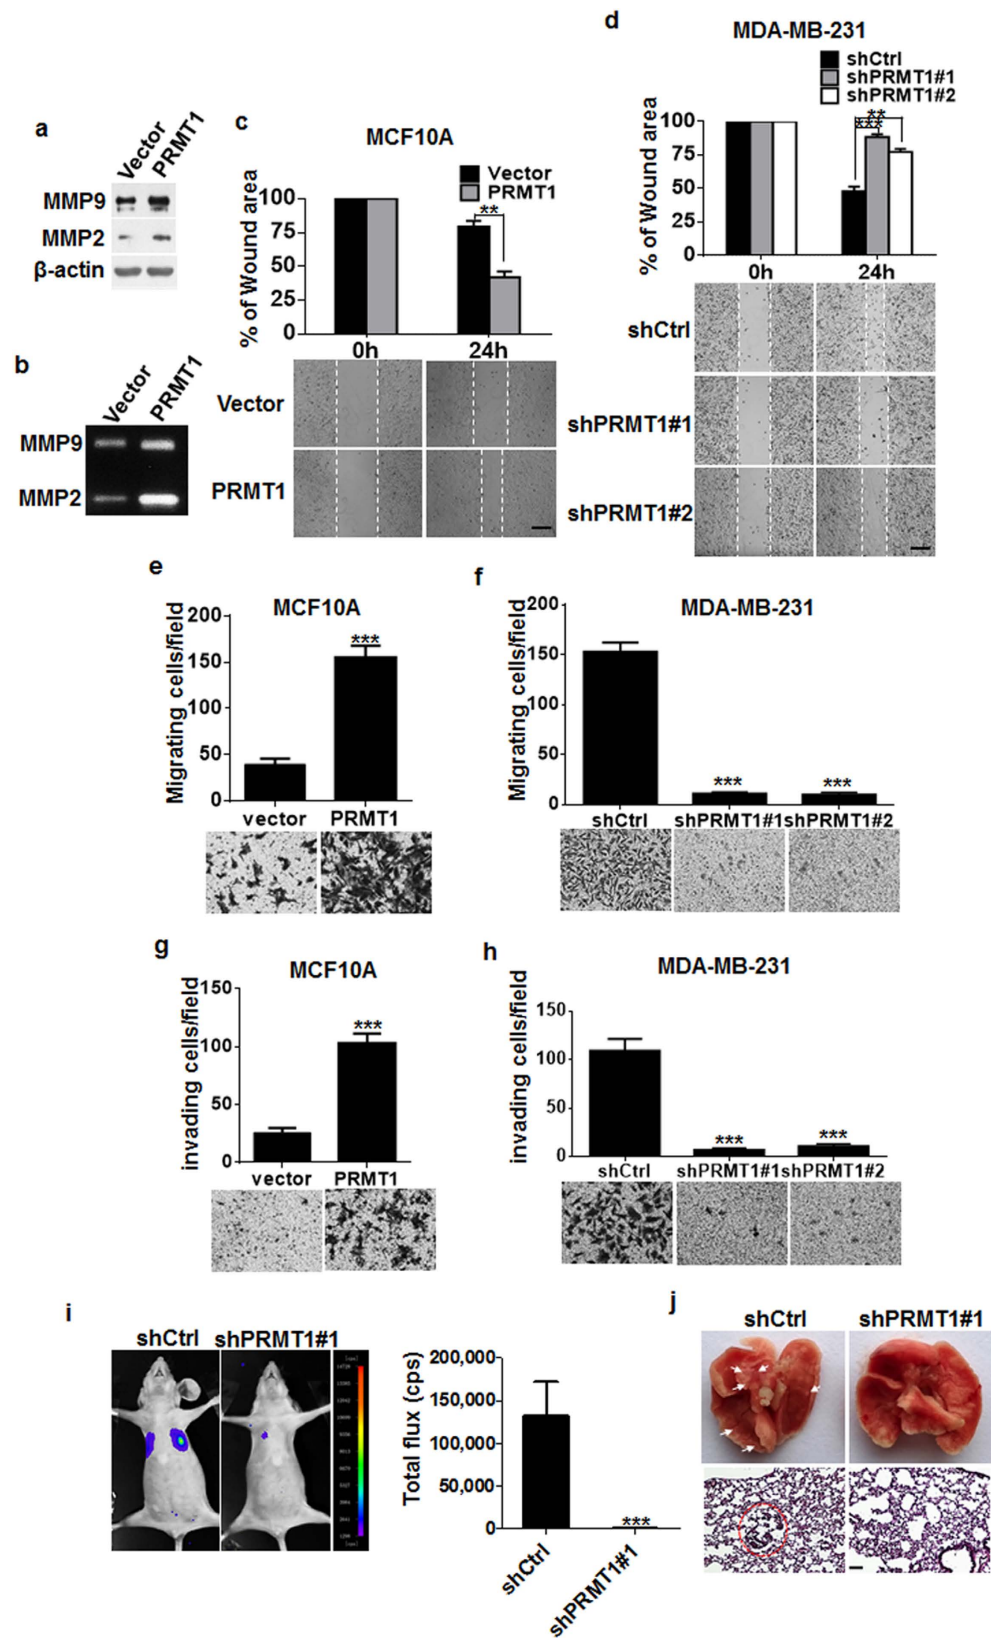 a
Vector
PRMT1
MMP9
MMP2
β-actin
b
Vector
PRMT1
MMP9
MMP2
c
MCF10A
Vector
PRMT1
% of Wound area
100
75
50
25
0
**
0h
24h
Vector
PRMT1
d
MDA-MB-231
shCtrl
shPRMT1#1
shPRMT1#2
% of Wound area
100
75
50
25
0
**
***
0h
24h
shCtrl
shPRMT1#1
shPRMT1#2
e
MCF10A
Migrating cells/field
200
150
100
50
0
***
vector
PRMT1
f
MDA-MB-231
Migrating cells/field
200
150
100
50
0
***
***
shCtrl
shPRMT1#1
shPRMT1#2
g
MCF10A
invading cells/field
150
100
50
0
***
vector
PRMT1
h
MDA-MB-231
invading cells/field
150
100
50
0
***
***
shCtrl
shPRMT1#1
shPRMT1#2
i
shCtrl
shPRMT1#1
Total flux (cps)
200,000
150,000
100,000
50,000
0
***
shCtrl
shPRMT1#1
j
shCtrl
shPRMT1#1